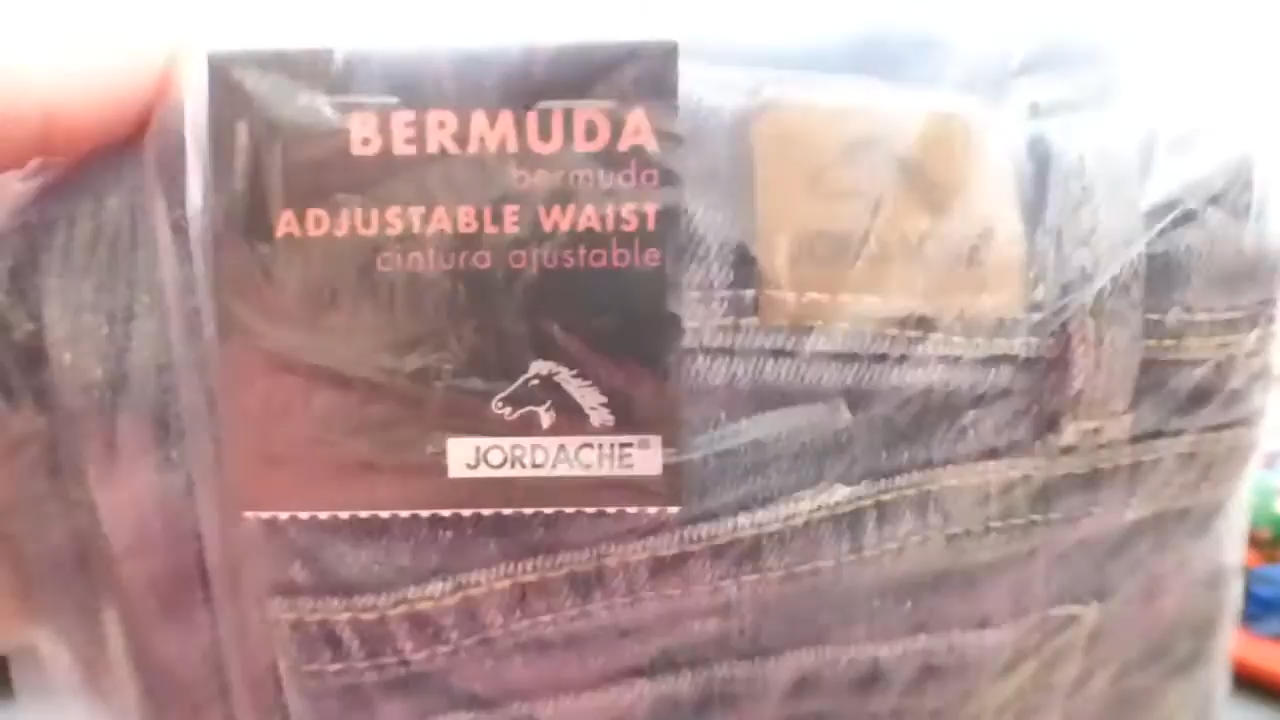 BERMUDA
bermuda
ADJUSTABLE WAIST
cintura ajustable
JORDACHE®